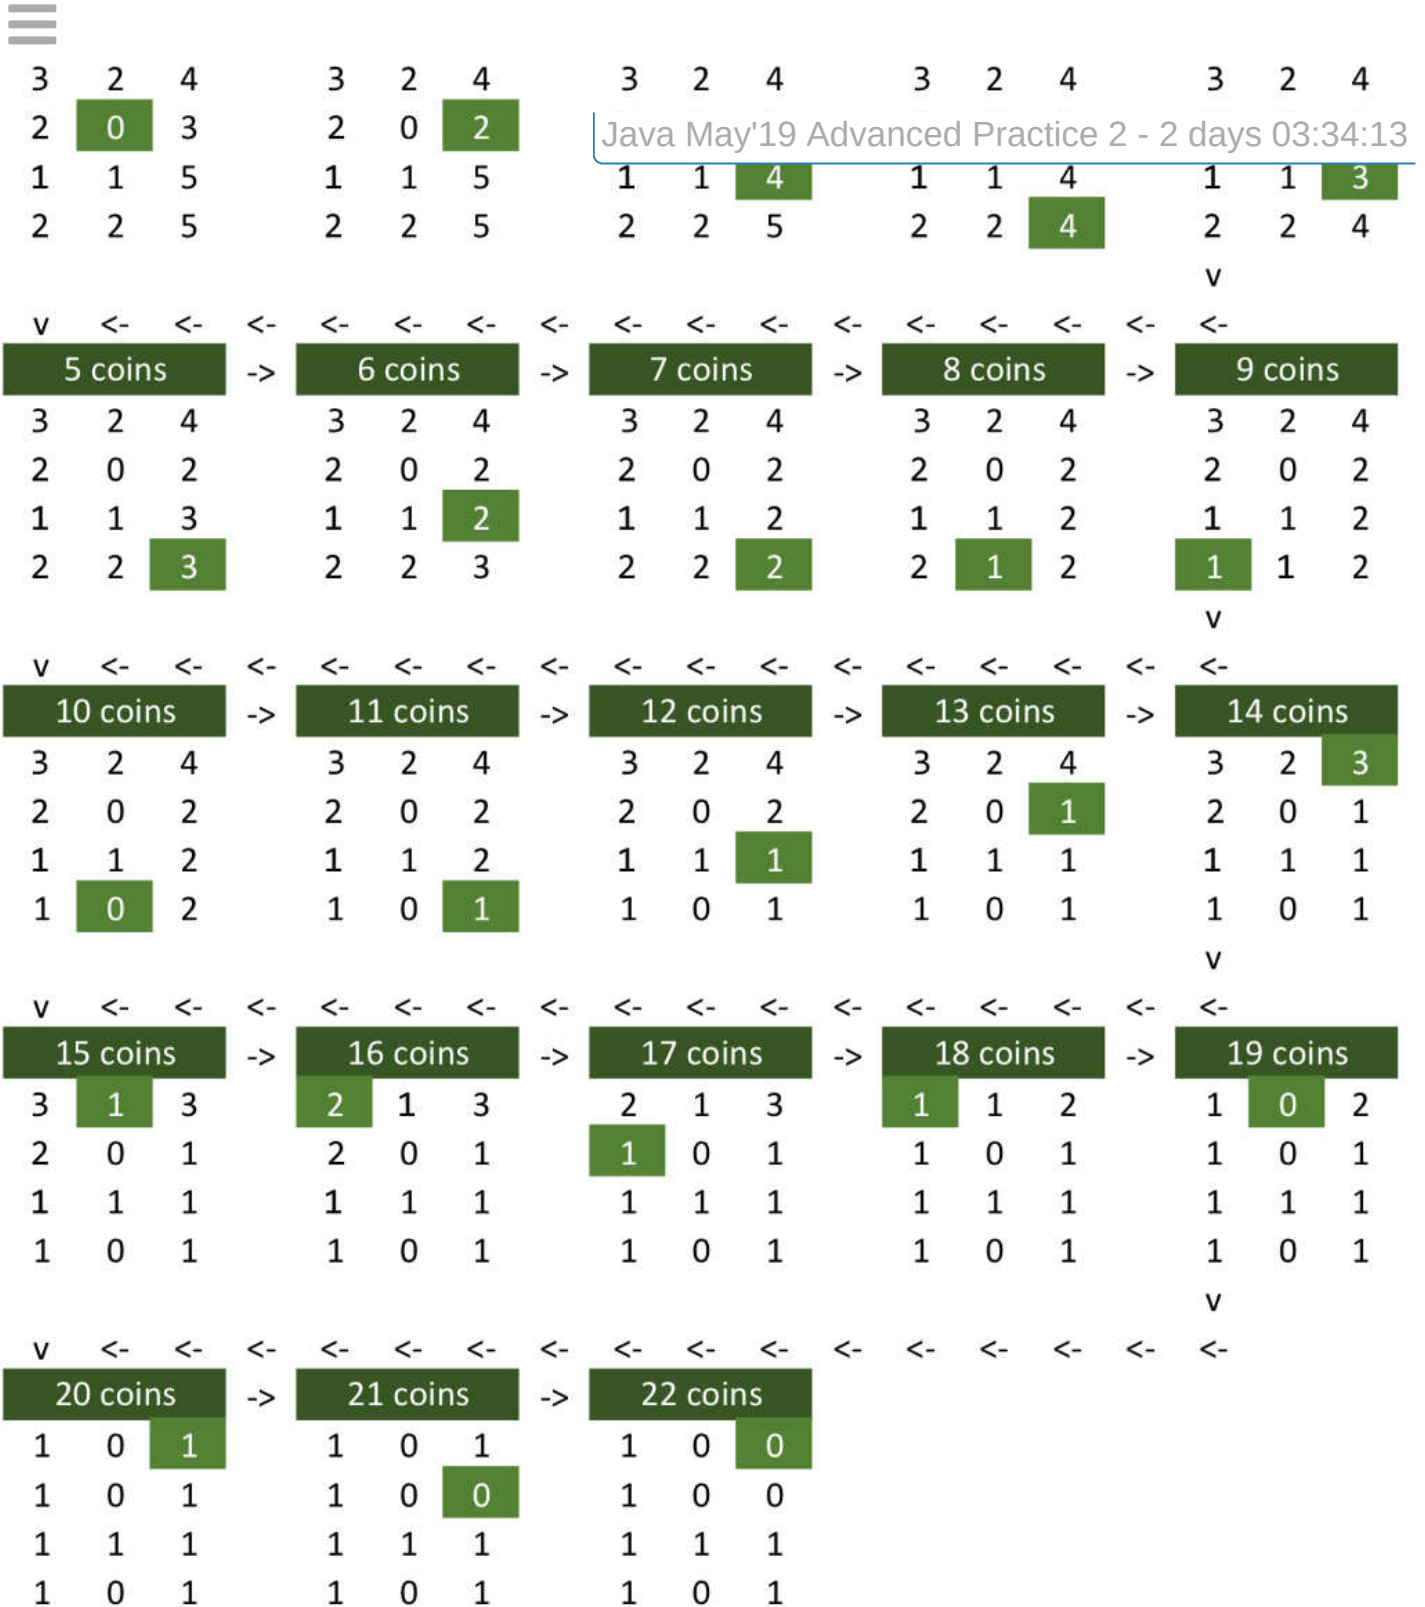 3 2 4 3 2 4 3 2 4 3 2 4 3 2 4
2 0 3 2 0 2 Java May'19 Advanced Practice 2 - 2 days 03:34:13
1 1 5 1 1 5 1 1 4 1 1 4 1 1 3
2 2 5 2 2 5 2 2 5 2 2 4 2 2 4
v
v <- <- <- <- <- <- <- <- <- <- <- <- <- <- <- <-
5 coins -> 6 coins -> 7 coins -> 8 coins -> 9 coins
3 2 4 3 2 4 3 2 4 3 2 4 3 2 4
2 0 2 2 0 2 2 0 2 2 0 2 2 0 2
1 1 3 1 1 2 1 1 2 1 1 2 1 1 2
2 2 3 2 2 3 2 2 2 2 1 2 1 1 2
v
v <- <- <- <- <- <- <- <- <- <- <- <- <- <- <- <-
10 coins -> 11 coins -> 12 coins -> 13 coins -> 14 coins
3 2 4 3 2 4 3 2 4 3 2 4 3 2 3
2 0 2 2 0 2 2 0 2 2 0 1 2 0 1
1 1 2 1 1 2 1 1 1 1 1 1 1 1 1
1 0 2 1 0 1 1 0 1 1 0 1 1 0 1
v
v <- <- <- <- <- <- <- <- <- <- <- <- <- <- <- <-
15 coins -> 16 coins -> 17 coins -> 18 coins -> 19 coins
3 1 3 2 1 3 2 1 3 1 1 2 1 0 2
2 0 1 2 0 1 1 0 1 1 0 1 1 0 1
1 1 1 1 1 1 1 1 1 1 1 1 1 1 1
1 0 1 1 0 1 1 0 1 1 0 1 1 0 1
v
v <- <- <- <- <- <- <- <- <- <- <- <- <- <- <- <-
20 coins -> 21 coins -> 22 coins
1 0 1 1 0 1 1 0 0
1 0 1 1 0 0 1 0 0
1 1 1 1 1 1 1 1 1
1 0 1 1 0 1 1 0 1